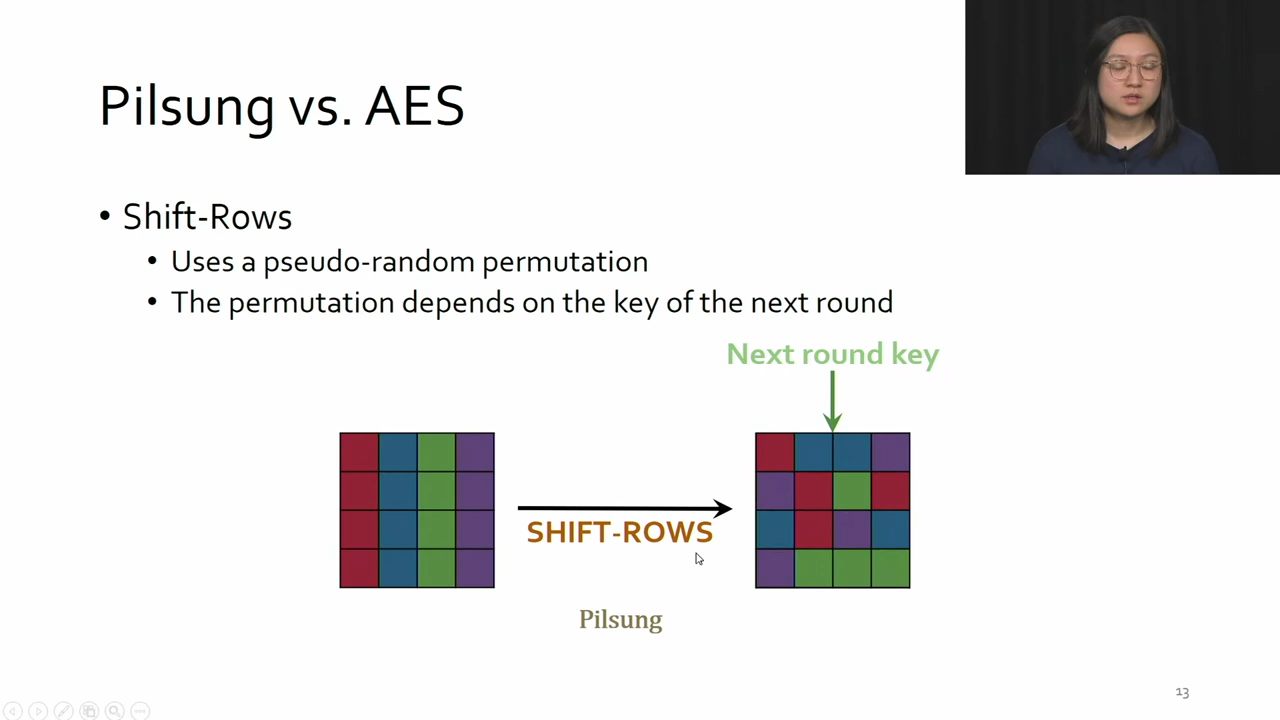 Pilsung vs. AES
• Shift-Rows
• Uses a pseudo-random permutation
• The permutation depends on the key of the next round
Next round key
SHIFT-ROWS
Pilsung
13